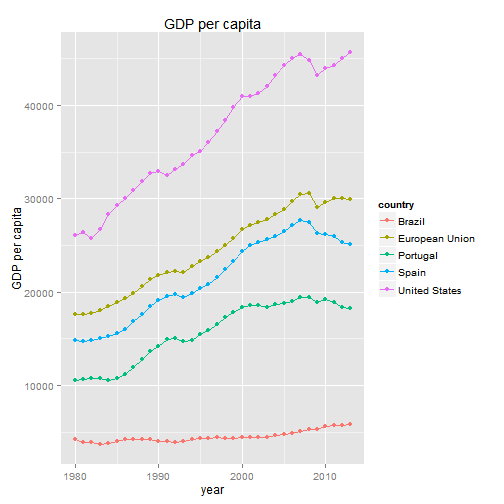 GDP per capita
GDP per capita
40000
30000
20000
10000
1980
1990
2000
2010
year
country
Brazil
European Union
Portugal
Spain
United States